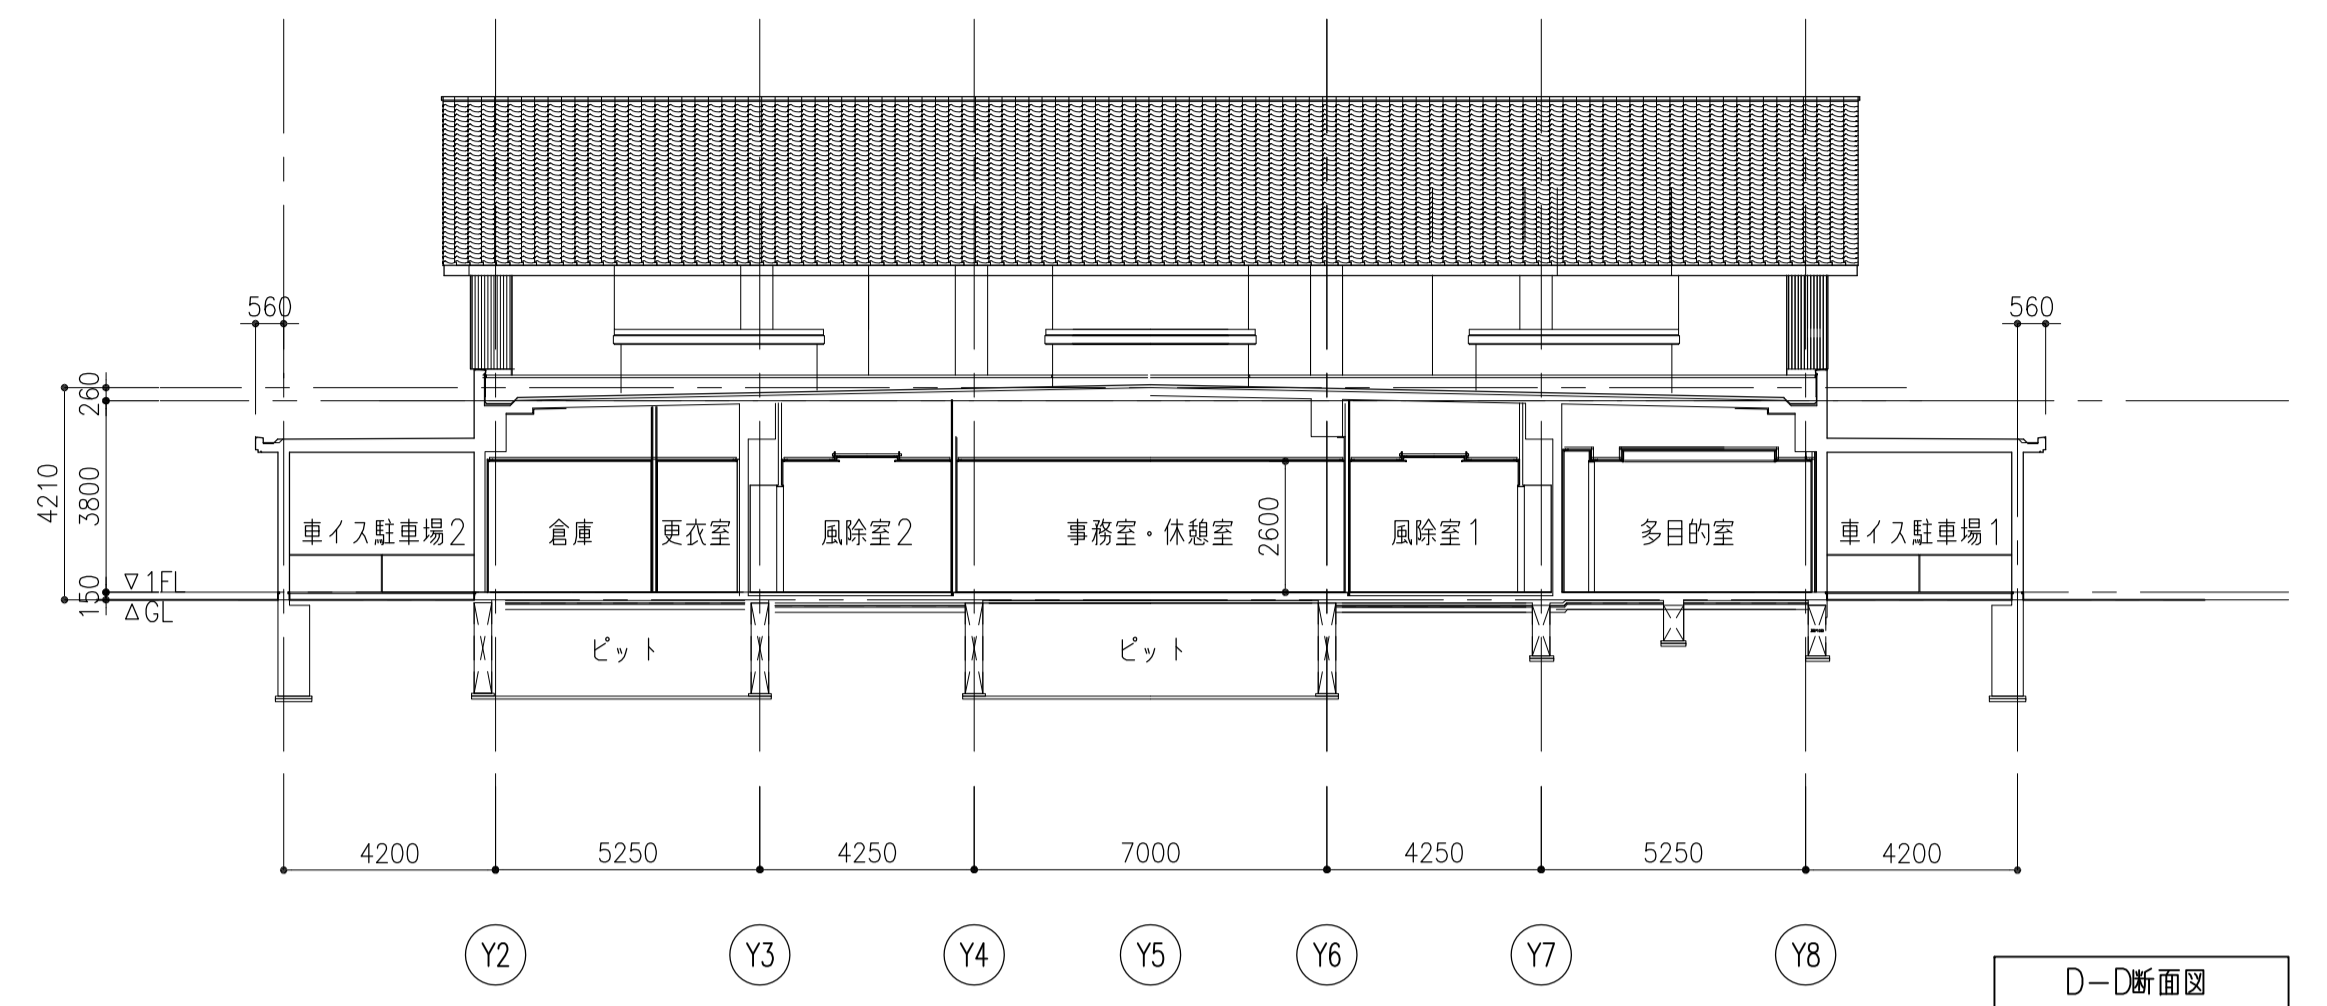 560
560
260
4210
3800
150
2600
車イス駐車場2
倉庫
更衣室
風除室2
事務室・休憩室
風除室1
多目的室
車イス駐車場1
▽1FL
△GL
ピット
ピット
4200
5250
4250
7000
4250
5250
4200
Y2
Y3
Y4
Y5
Y6
Y7
Y8
D−D断面図